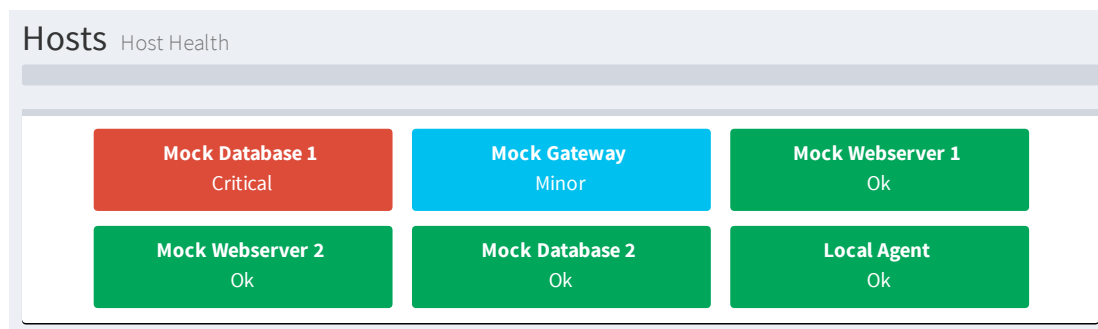 Hosts Host Health
Mock Database 1
Critical
Mock Gateway
Minor
Mock Webserver 1
Ok
Mock Webserver 2
Ok
Mock Database 2
Ok
Local Agent
Ok